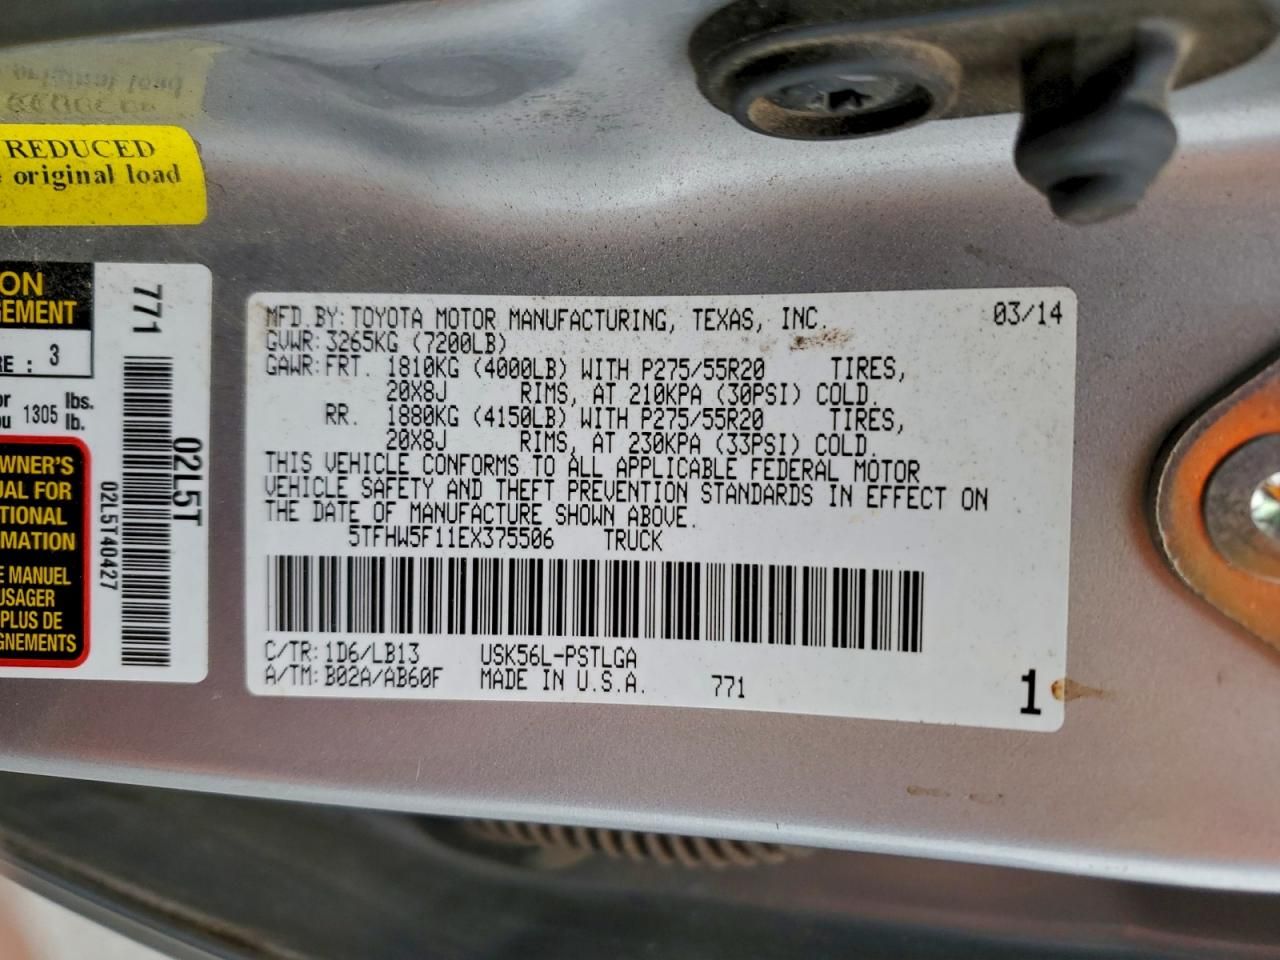 REDUCED
original load
ON
GEMENT
RE : 3
or lbs.
ou 1305 lb.
WNER'S
UAL FOR
TIONAL
MATION
E MANUEL
USAGER
PLUS DE
GNEMENTS
771
02L5T
02L5T40427
MFD.BY: TOYOTA MOTOR MANUFACTURING, TEXAS, INC. 03/14
GVWR: 3265KG (7200LB)
GAWR: FRT. 1810KG (4000LB) WITH P275/55R20 TIRES,
20X8J RIMS, AT 210KPA (30PSI) COLD.
RR. 1880KG (4150LB) WITH P275/55R20 TIRES,
20X8J RIMS, AT 230KPA (33PSI) COLD.
THIS VEHICLE CONFORMS TO ALL APPLICABLE FEDERAL MOTOR
VEHICLE SAFETY AND THEFT PREVENTION STANDARDS IN EFFECT ON
THE DATE OF MANUFACTURE SHOWN ABOVE.
5TFHW5F11EX375506 TRUCK
C/TR: 1D6/LB13 USK56L-PSTLGA
A/TM: B02A/AB60F MADE IN U.S.A. 771 1